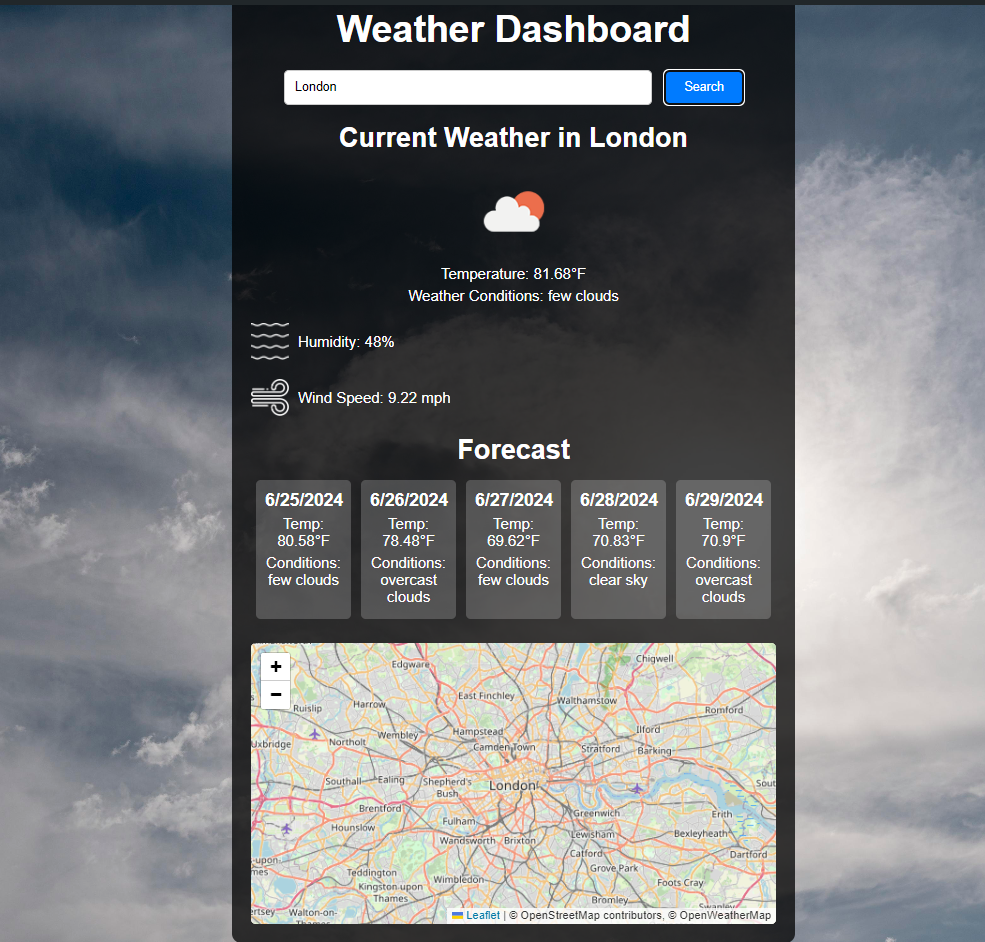 Weather Dashboard
London
Search
Current Weather in London
Temperature: 81.68°F
Weather Conditions: few clouds
Humidity: 48%
Wind Speed: 9.22 mph
Forecast
6/25/2024
Temp:
80.58°F
Conditions:
few clouds
6/26/2024
Temp:
78.48°F
Conditions:
overcast
clouds
6/27/2024
Temp:
69.62°F
Conditions:
few clouds
6/28/2024
Temp:
70.83°F
Conditions:
clear sky
6/29/2024
Temp:
70.9°F
Conditions:
overcast
clouds
+
−
Edgware
Chigwell
East Finchley
Walthamstow
Ruislip
Harrow
Romford
Hampstead
Ilford
Wembley
Uxbridge
Northolt
Camden Town
Stratford
Barking
Southall
Ealing
Shepherd's
Bush
London
Sout
Brentford
Greenwich
Erith
Hounslow
Fulham
Lewisham
Bexleyheath
Wandsworth
Brixton
Catford
Dartford
-upon
mes
Teddington
Grove Park
Kingston upon
Thames
Wimbledon
Foots Cray
Bromley
Swanley
ertsey
Walton-on-
Thames
Leaflet | © OpenStreetMap contributors, © OpenWeatherMap